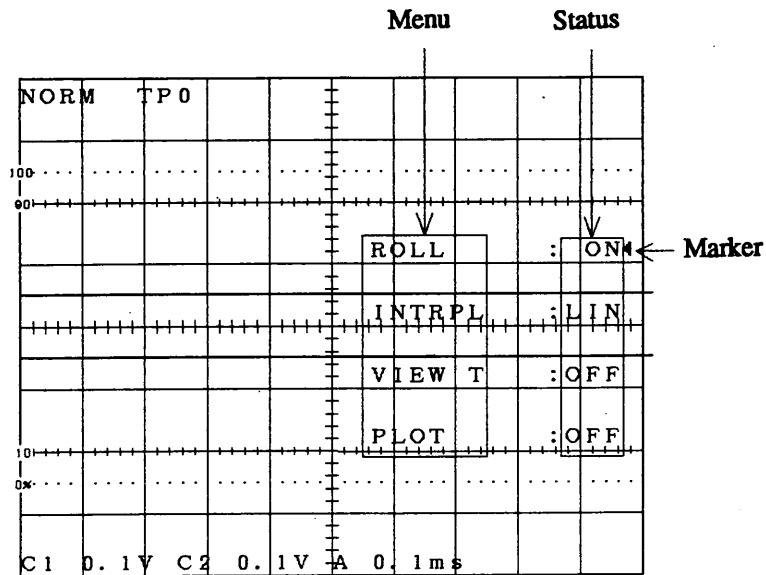 Menu Status
NORM TP0
100
90
ROLL : ON
Marker
INTRPL : LIN
VIEW T : OFF
PLOT : OFF
10
0%
C1 0.1V C2 0.1V A 0.1ms